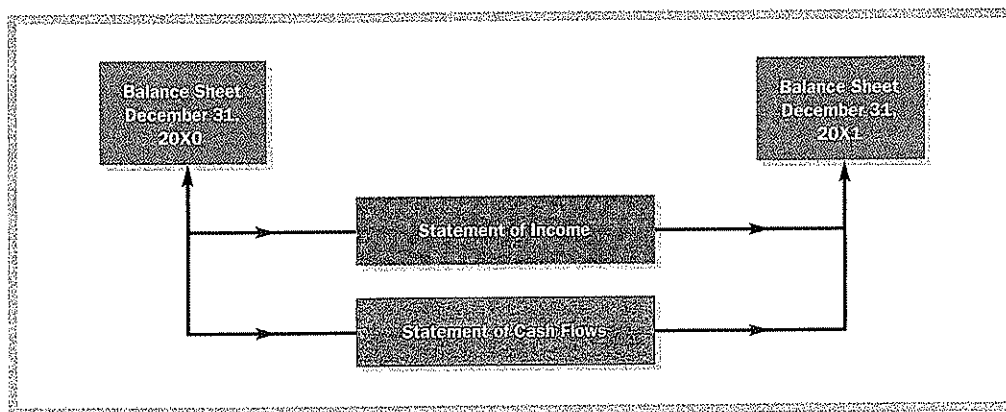 Balance Sheet
December 31,
20X0
Balance Sheet
December 31,
20X1
Statement of Income
Statement of Cash Flows